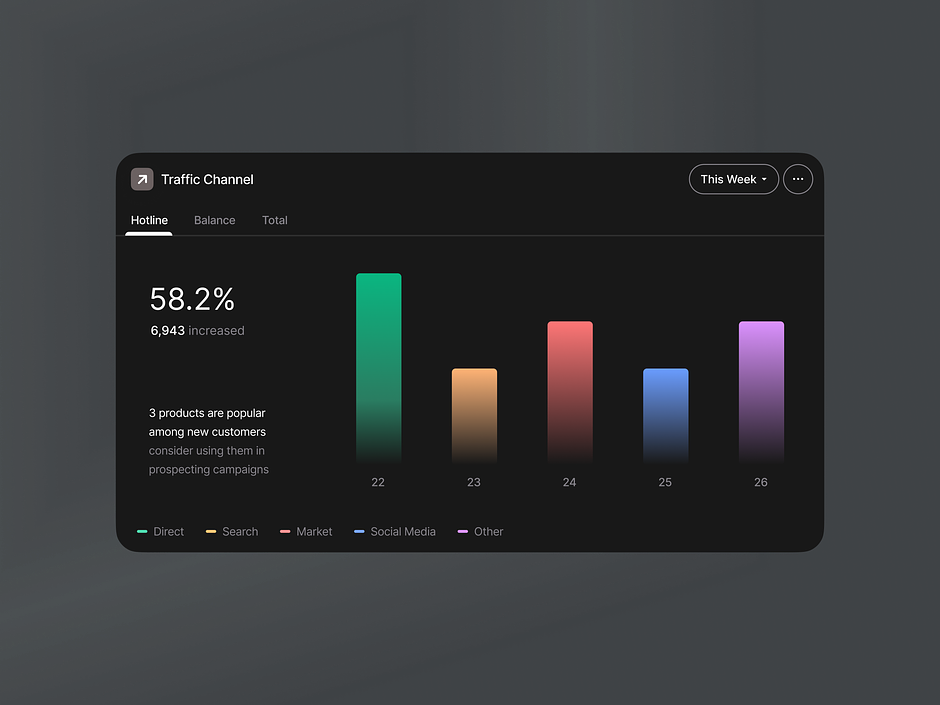 Traffic Channel
This Week
Hotline
Balance
Total
58.2%
6,943 increased
3 products are popular
among new customers
consider using them in
prospecting campaigns
22
23
24
25
26
Direct
Search
Market
Social Media
Other